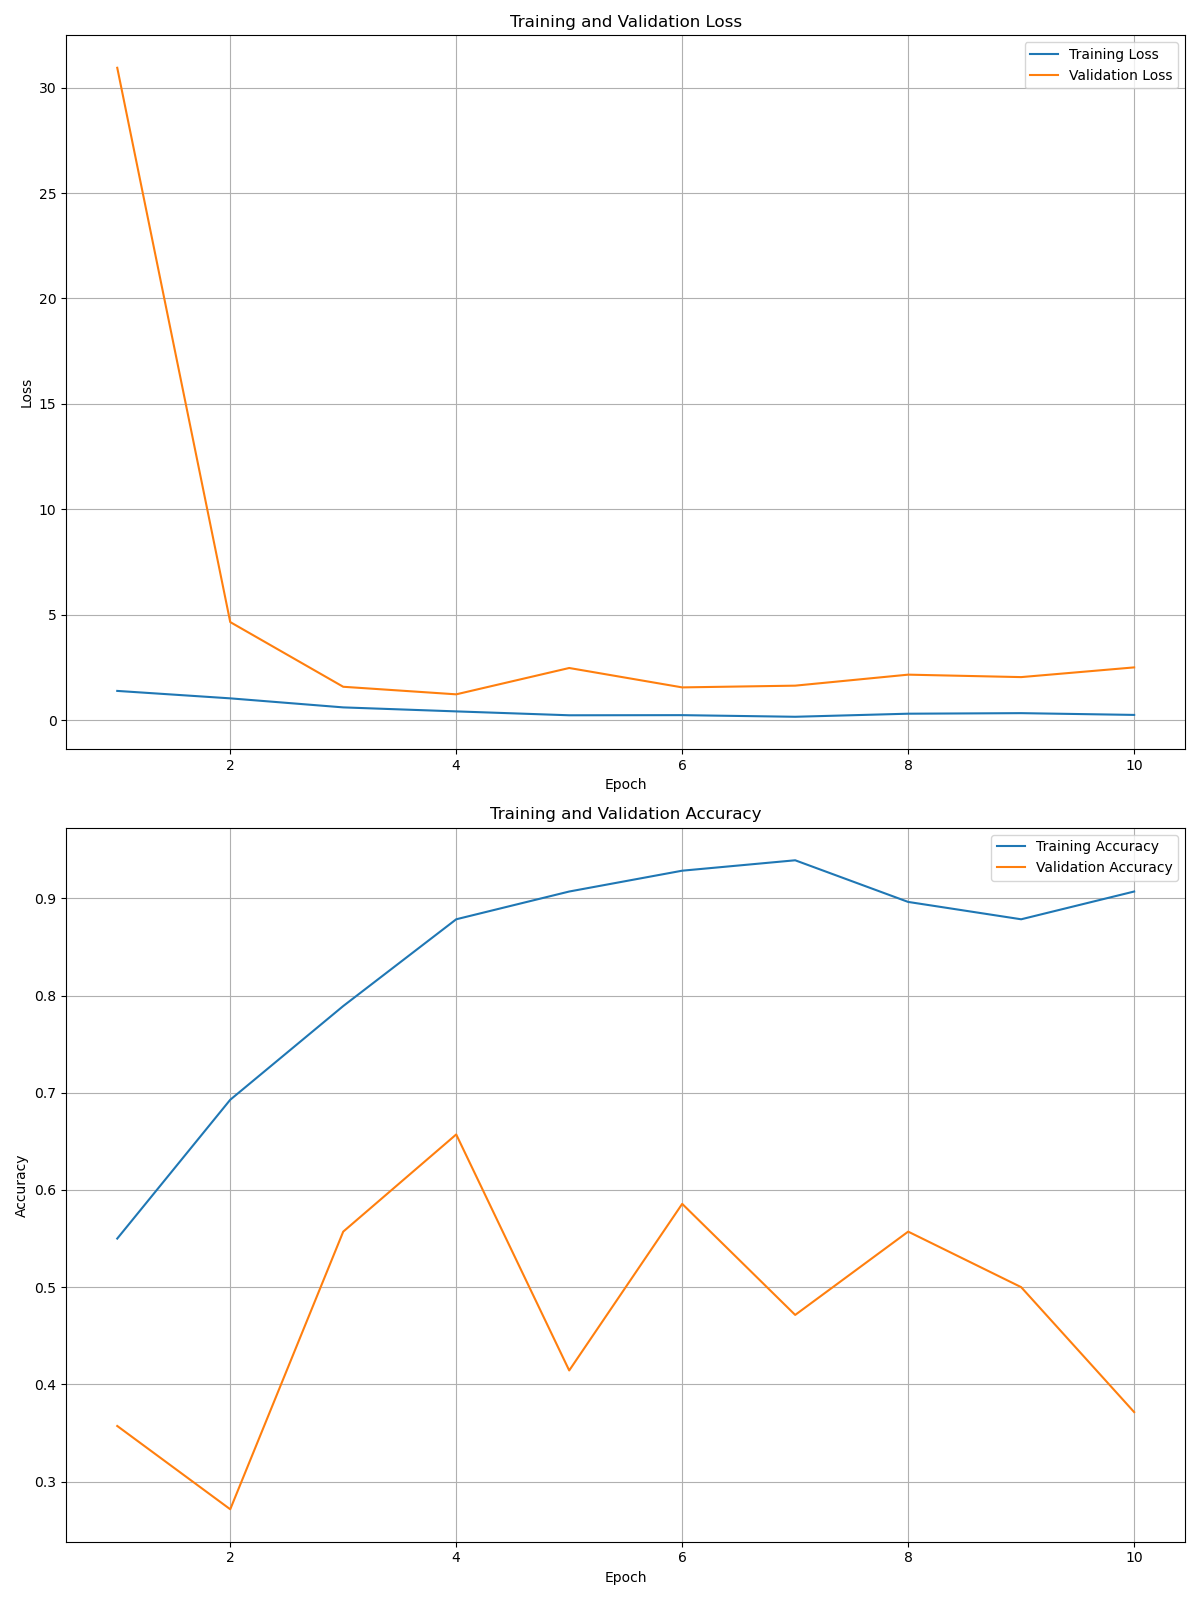 Training and Validation Loss
Training Loss
Validation Loss
30
25
20
15
10
5
0
Loss
2 4 6 8 10
Epoch
Training and Validation Accuracy
Training Accuracy
Validation Accuracy
0.9
0.8
0.7
0.6
0.5
0.4
0.3
Accuracy
2 4 6 8 10
Epoch